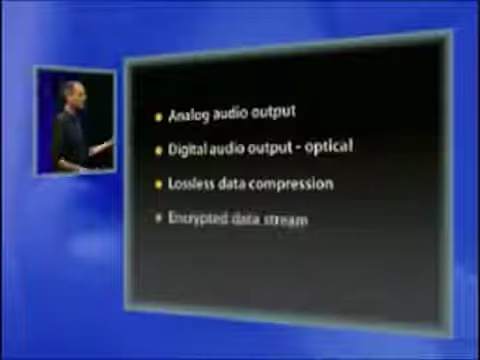 Analog audio output
Digital audio output - optical
Lossless data compression
Encrypted data stream